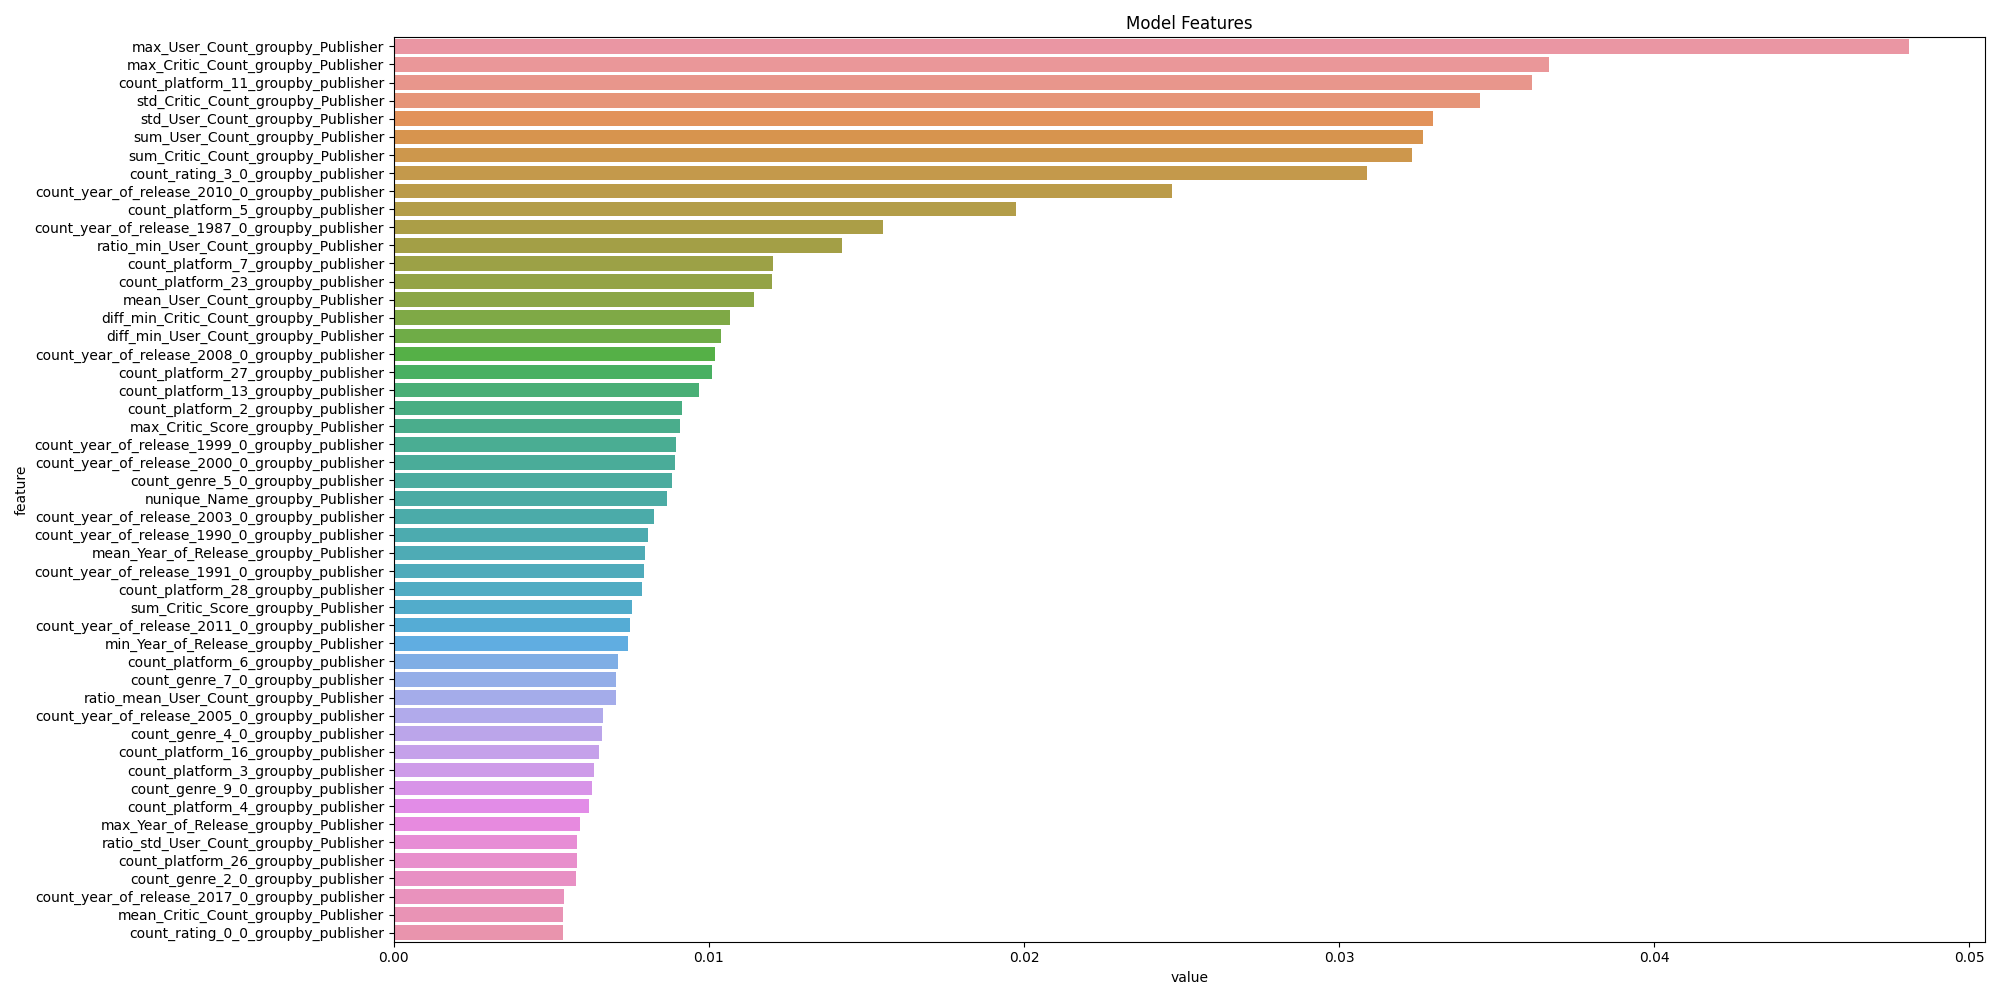 Model Features
max_User_Count_groupby_Publisher
max_Critic_Count_groupby_Publisher
count_platform_11_groupby_publisher
std_Critic_Count_groupby_Publisher
std_User_Count_groupby_Publisher
sum_User_Count_groupby_Publisher
sum_Critic_Count_groupby_Publisher
count_rating_3_0_groupby_publisher
count_year_of_release_2010_0_groupby_publisher
count_platform_5_groupby_publisher
count_year_of_release_1987_0_groupby_publisher
ratio_min_User_Count_groupby_Publisher
count_platform_7_groupby_publisher
count_platform_23_groupby_publisher
mean_User_Count_groupby_Publisher
diff_min_Critic_Count_groupby_Publisher
diff_min_User_Count_groupby_Publisher
count_year_of_release_2008_0_groupby_publisher
count_platform_27_groupby_publisher
count_platform_13_groupby_publisher
count_platform_2_groupby_publisher
max_Critic_Score_groupby_Publisher
count_year_of_release_1999_0_groupby_publisher
count_year_of_release_2000_0_groupby_publisher
count_genre_5_0_groupby_publisher
nunique_Name_groupby_Publisher
count_year_of_release_2003_0_groupby_publisher
count_year_of_release_1990_0_groupby_publisher
mean_Year_of_Release_groupby_Publisher
count_year_of_release_1991_0_groupby_publisher
count_platform_28_groupby_publisher
sum_Critic_Score_groupby_Publisher
count_year_of_release_2011_0_groupby_publisher
min_Year_of_Release_groupby_Publisher
count_platform_6_groupby_publisher
count_genre_7_0_groupby_publisher
ratio_mean_User_Count_groupby_Publisher
count_year_of_release_2005_0_groupby_publisher
count_genre_4_0_groupby_publisher
count_platform_16_groupby_publisher
count_platform_3_groupby_publisher
count_genre_9_0_groupby_publisher
count_platform_4_groupby_publisher
max_Year_of_Release_groupby_Publisher
ratio_std_User_Count_groupby_Publisher
count_platform_26_groupby_publisher
count_genre_2_0_groupby_publisher
count_year_of_release_2017_0_groupby_publisher
mean_Critic_Count_groupby_Publisher
count_rating_0_0_groupby_publisher
feature
0.00 0.01 0.02 0.03 0.04 0.05
value